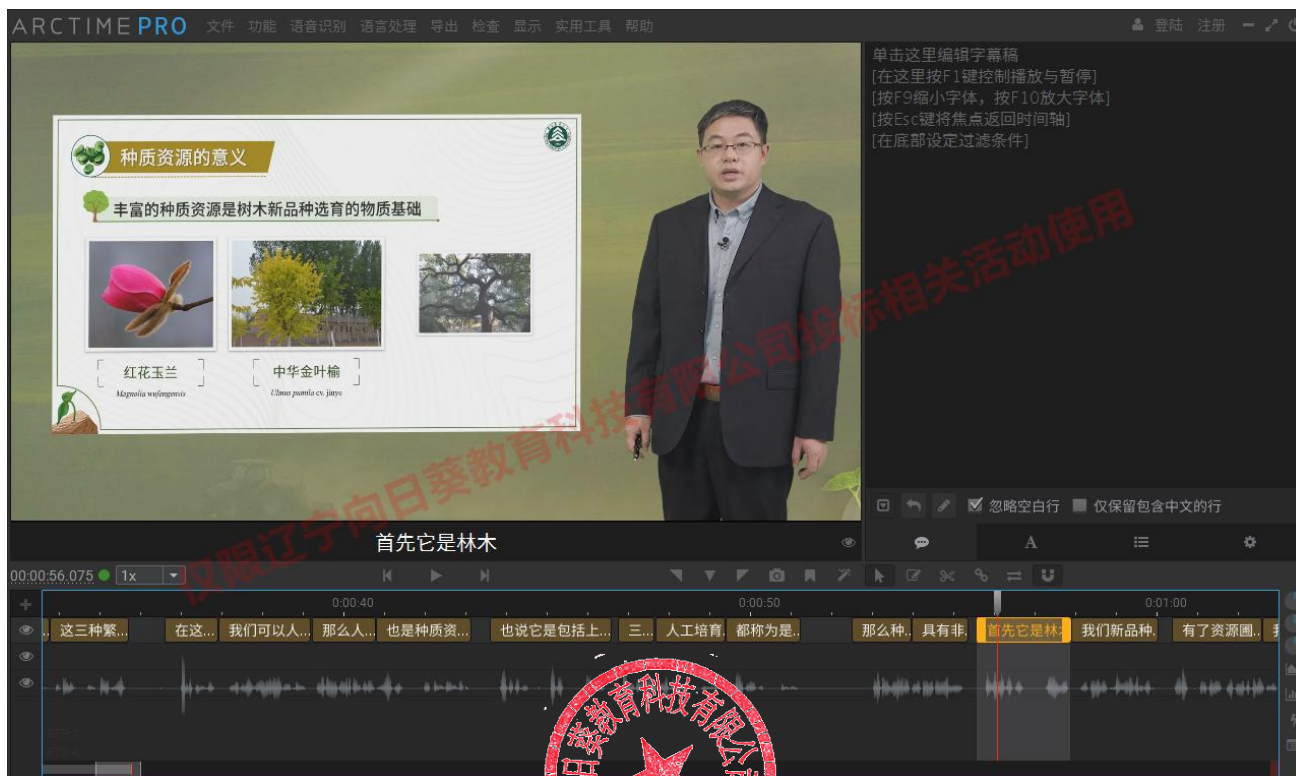 ARCTIME PRO 文件 功能 语音识别 语言处理 导出 检查 显示 实用工具 帮助 登陆 注册
单击这里编辑字幕稿
[在这里按F1键控制播放与暂停]
[按F9缩小字体，按F10放大字体]
[按Esc键将焦点返回时间轴]
[在底部设定过滤条件]
种质资源的意义
丰富的种质资源是树木新品种选育的物质基础
红花玉兰 中华金叶榆
Magnolia wufengensis Ulmus pumila cv. jinye
仅限辽宁向日葵教育科技有限公司投标相关活动使用
忽略空白行 仅保留包含中文的行
首先它是林木
A
00:00:56.075 1x
0:00:40 0:00:50 0:01:00
这三种繁... 在这... 我们可以人... 那么人... 也是种质资... 也说它是包括上... 三... 人工培育. 都称为是.. 那么种.. 具有非. 首先它是林 我们新品种. 有了资源圃..
日葵教育科技有限公